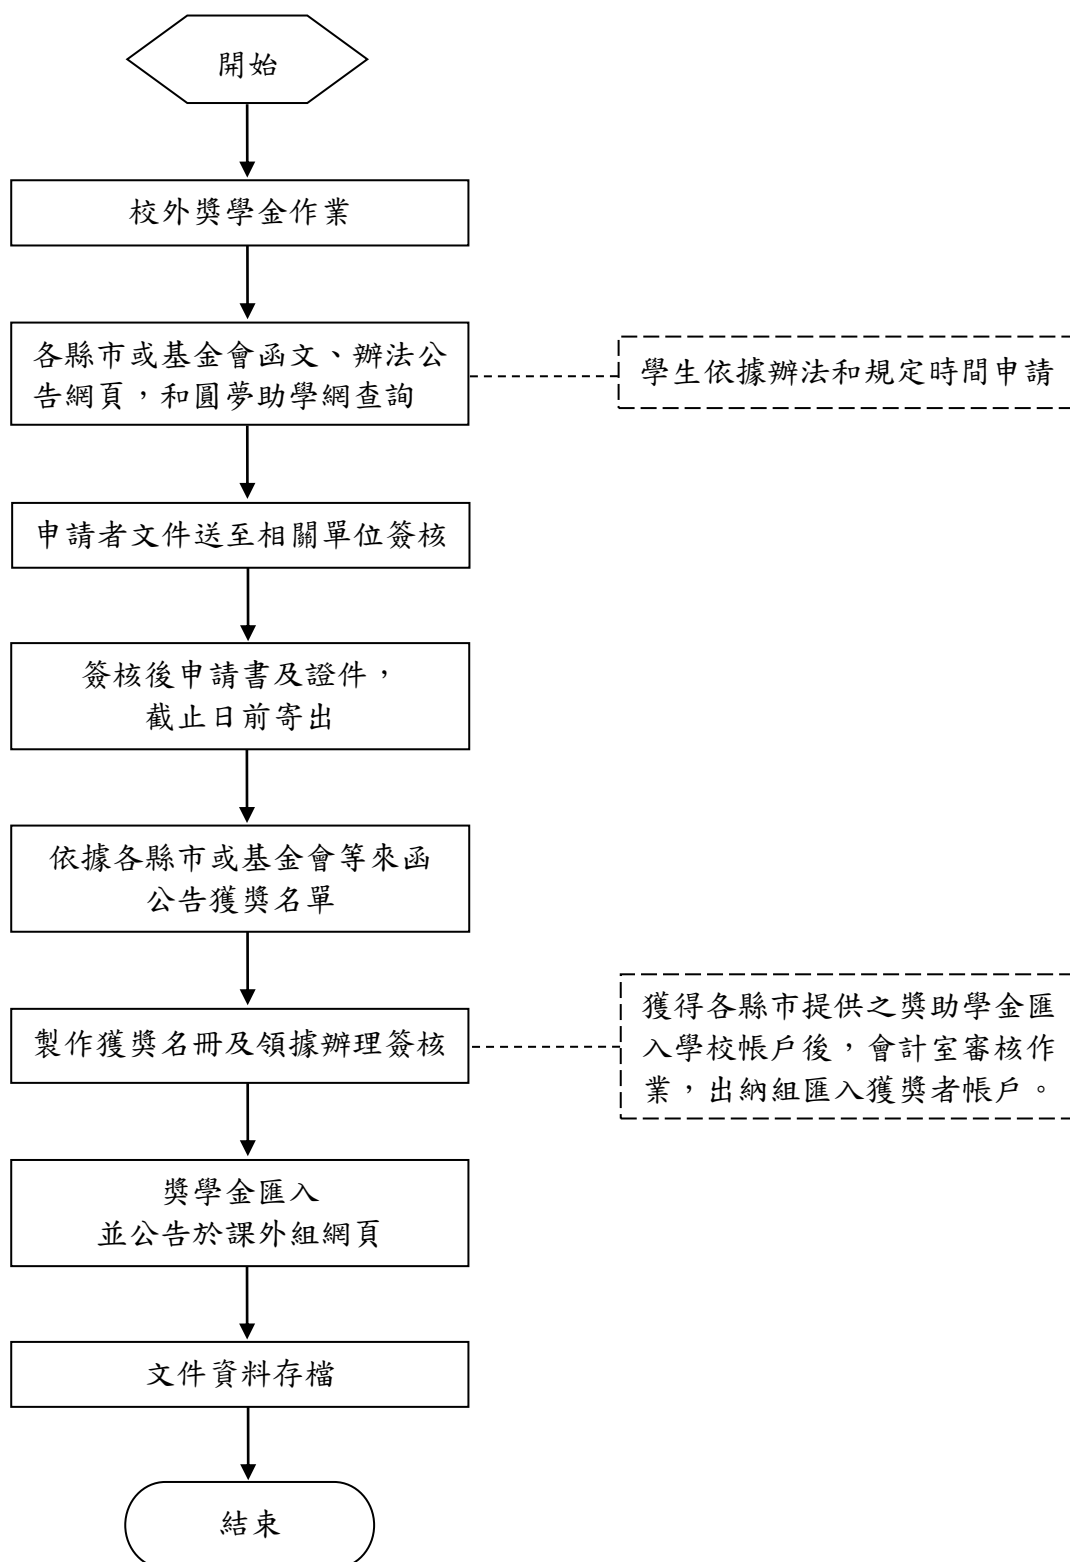 開始
校外獎學金作業
各縣市或基金會函文、辦法公
告網頁，和圓夢助學網查詢
學生依據辦法和規定時間申請
申請者文件送至相關單位簽核
簽核後申請書及證件，
截止日前寄出
依據各縣市或基金會等來函
公告獲獎名單
製作獲獎名冊及領據辦理簽核
獲得各縣市提供之獎助學金匯
入學校帳戶後，會計室審核作
業，出納組匯入獲獎者帳戶。
獎學金匯入
並公告於課外組網頁
文件資料存檔
結束